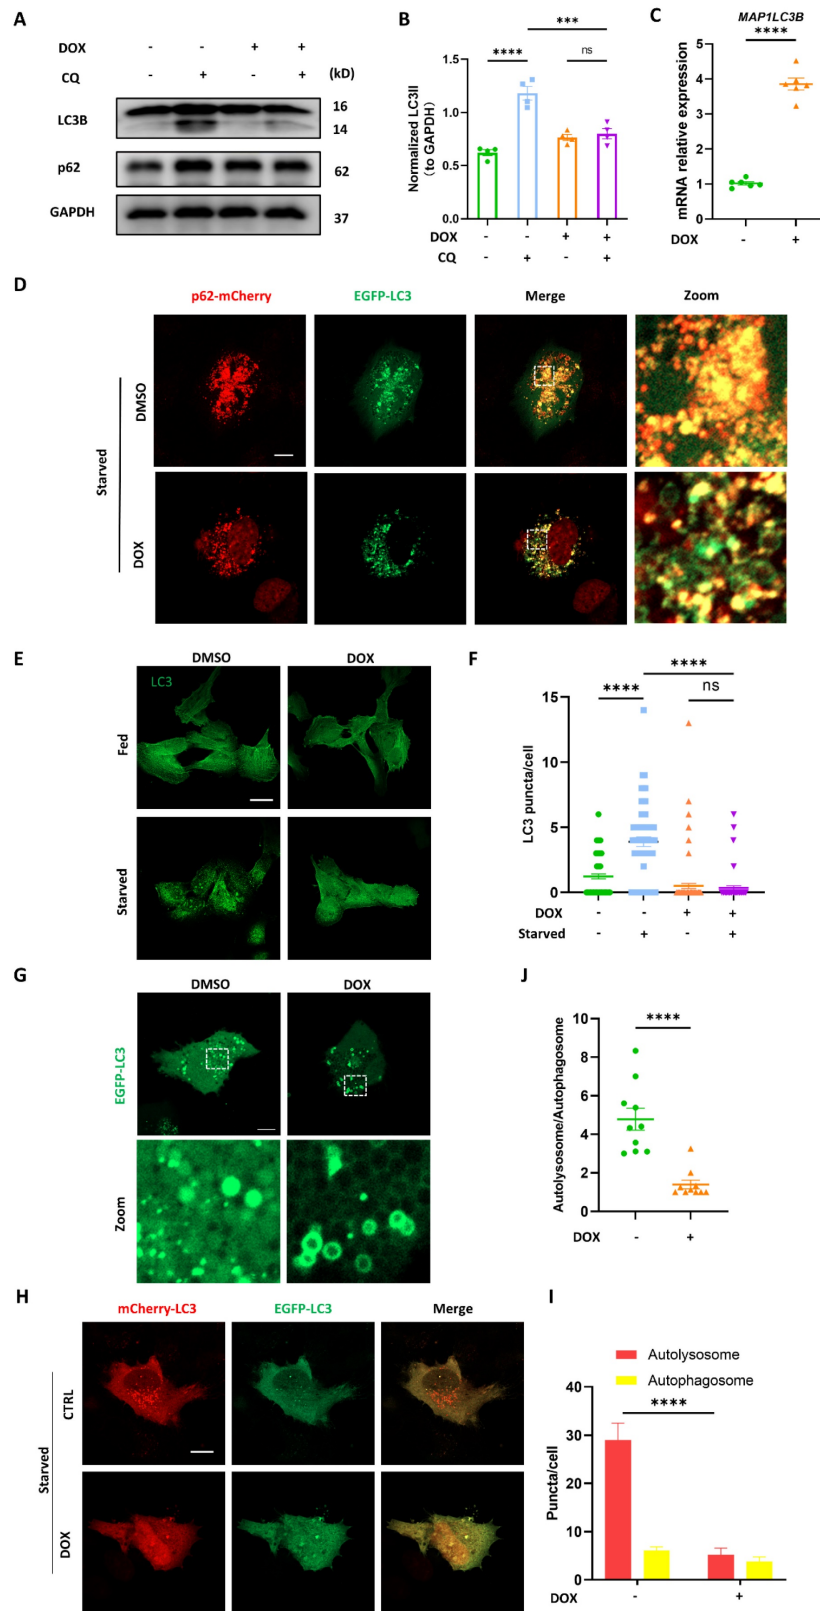 A
DOX - - + +
CQ - + - + (kD)
LC3B 16
14
p62 62
GAPDH 37
B
***
**** ns
Normalized LC3II
(to GAPDH)
1.5
1.0
0.5
0.0
DOX - - + +
CQ - + - +
C
MAP1LC3B
****
mRNA relative expression
5
4
3
2
1
0
DOX - +
D
p62-mCherry EGFP-LC3 Merge Zoom
Starved
DMSO
DOX
E
DMSO DOX
LC3
Fed
Starved
F
****
**** ns
LC3 puncta/cell
15
10
5
0
DOX - - + +
Starved - + - +
G
DMSO DOX
EGFP-LC3
Zoom
J
****
Autolysosome/Autophagosome
10
8
6
4
2
0
DOX - +
H
mCherry-LC3 EGFP-LC3 Merge
Starved
CTRL
DOX
I
Autolysosome
Autophagosome
****
Puncta/cell
40
30
20
10
0
DOX - +